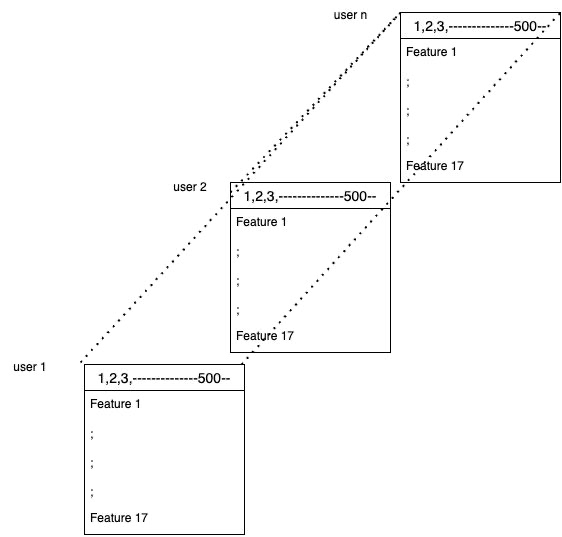 user n
1,2,3,---------------500--
Feature 1
;
;
;
Feature 17
user 2
1,2,3,--------------500--
Feature 1
;
;
;
Feature 17
user 1
1,2,3,--------------500--
Feature 1
;
;
;
Feature 17